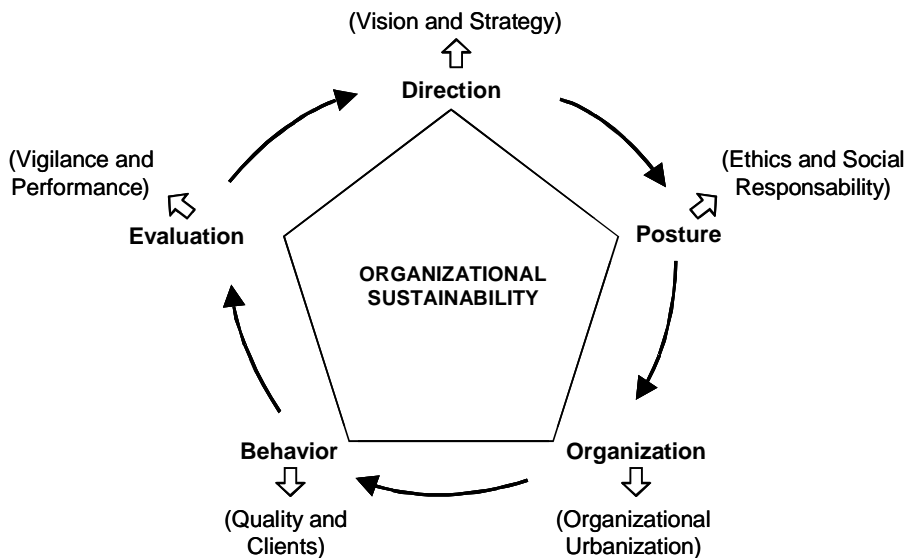 (Vision and Strategy)
Direction
(Vigilance and
Performance)
(Ethics and Social
Responsability)
Evaluation
Posture
ORGANIZATIONAL
SUSTAINABILITY
Behavior
Organization
(Quality and
Clients)
(Organizational
Urbanization)